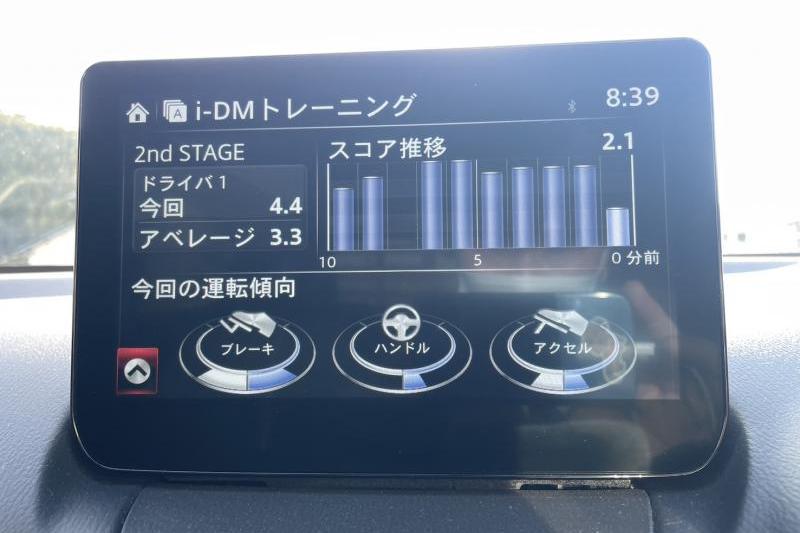 A i-DMトレーニング 8:39
2nd STAGE
ドライバ 1
今回 4.4
アベレージ 3.3
スコア推移 2.1
10 5 0 分前
今回の運転傾向
ブレーキ ハンドル アクセル